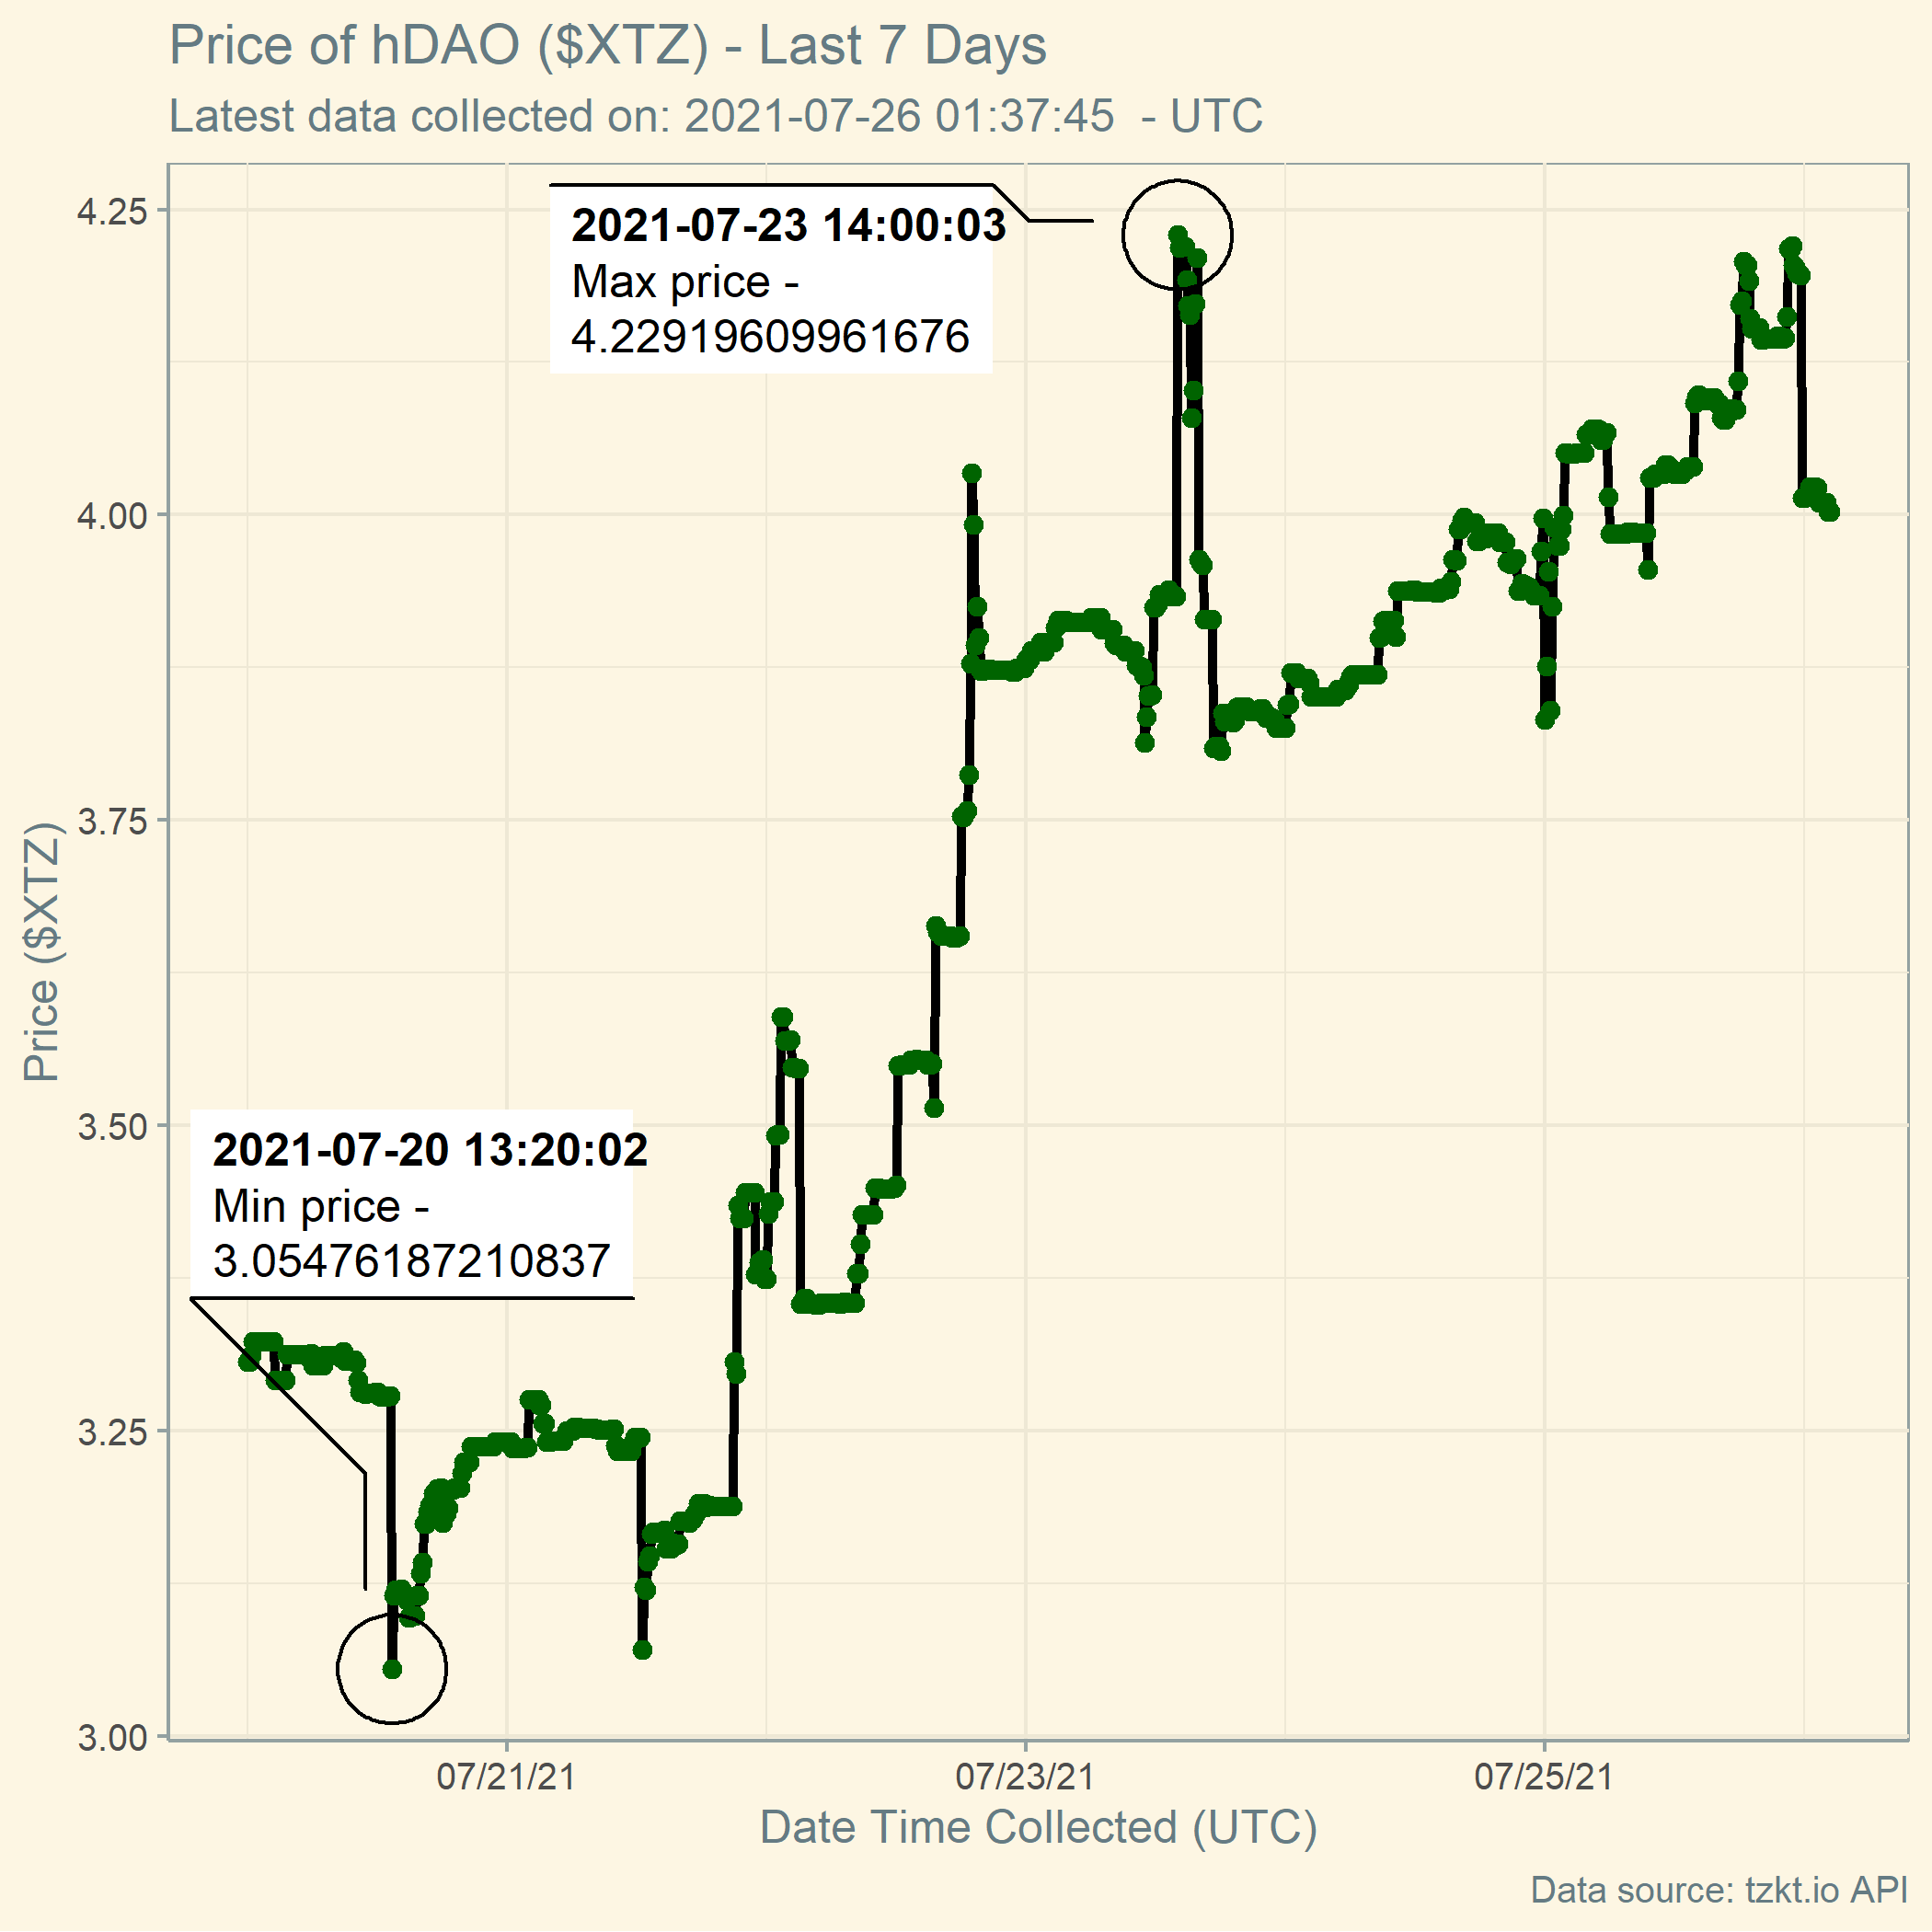 Price of hDAO ($XTZ) - Last 7 Days
Latest data collected on: 2021-07-26 01:37:45  - UTC
2021-07-23 14:00:03
Max price -
4.22919609961676
2021-07-20 13:20:02
Min price -
3.05476187210837
Price ($XTZ)
4.25
4.00
3.75
3.50
3.25
3.00
07/21/21
07/23/21
07/25/21
Date Time Collected (UTC)
Data source: tzkt.io API